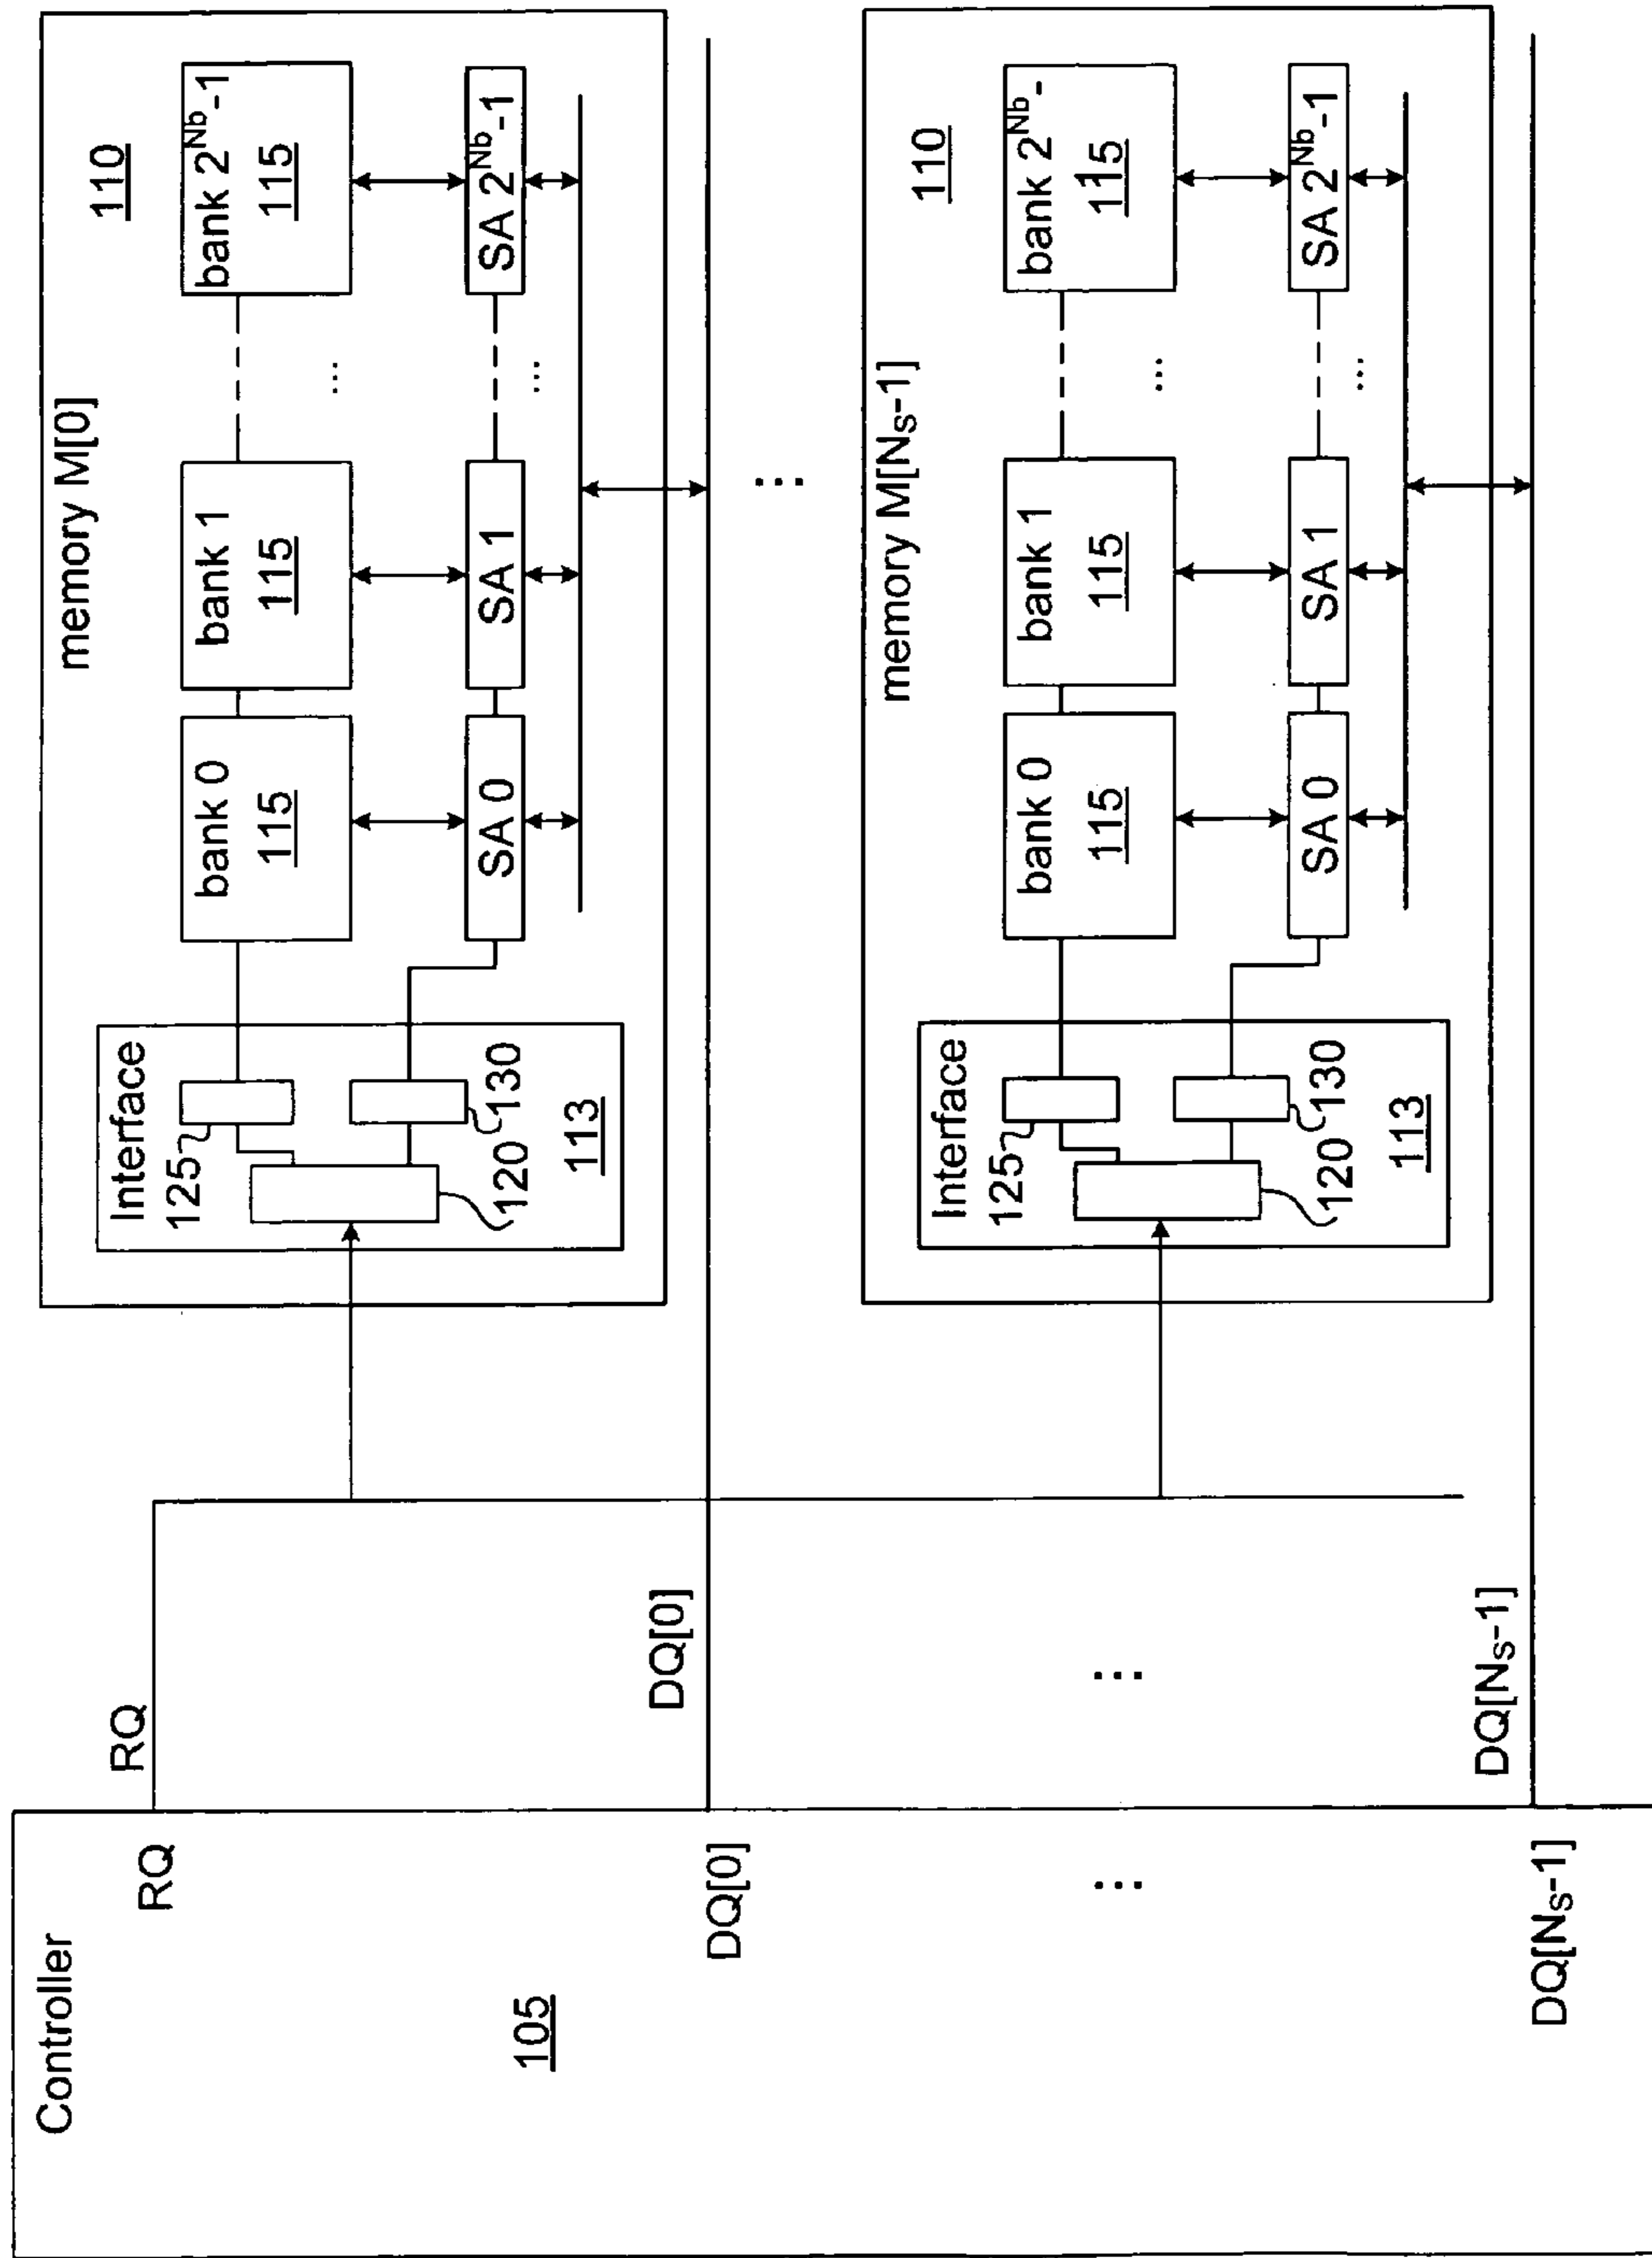 Controller
105
RQ
DQ[0]
...
DQ[Ns-1]
RQ
DQ[0]
...
DQ[Ns-1]
memory M[0]
110
Interface
125
120
130
113
bank 0
115
bank 1
115
...
bank 2^Nb-1
115
SA 0
SA 1
...
SA 2^Nb-1
...
memory M[Ns-1]
110
Interface
125
120
130
113
bank 0
115
bank 1
115
...
bank 2^Nb-
115
SA 0
SA 1
...
SA 2^Nb-1